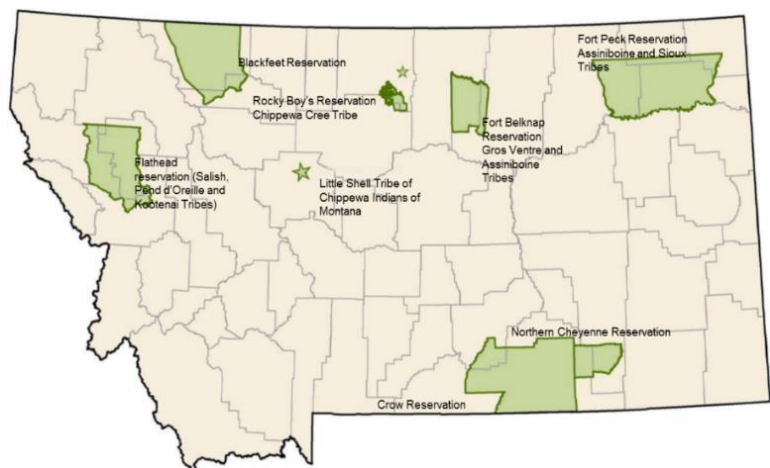 Blackfeet Reservation
Fort Peck Reservation
Assiniboine and Sioux
Tribes
Rocky Boy's Reservation
Chippewa Cree Tribe
Fort Belknap
Reservation
Gros Ventre and
Assiniboine
Tribes
Flathead
reservation (Salish,
Pend d'Oreille and
Kootenai Tribes)
Little Shell Tribe of
Chippewa Indians of
Montana
Northern Cheyenne Reservation
Crow Reservation